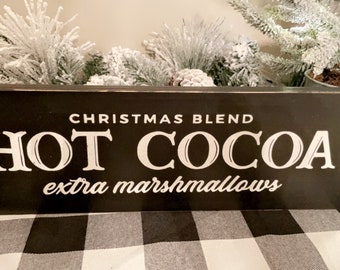 CHRISTMAS BLEND
HOT COCOA
extra marshmallows